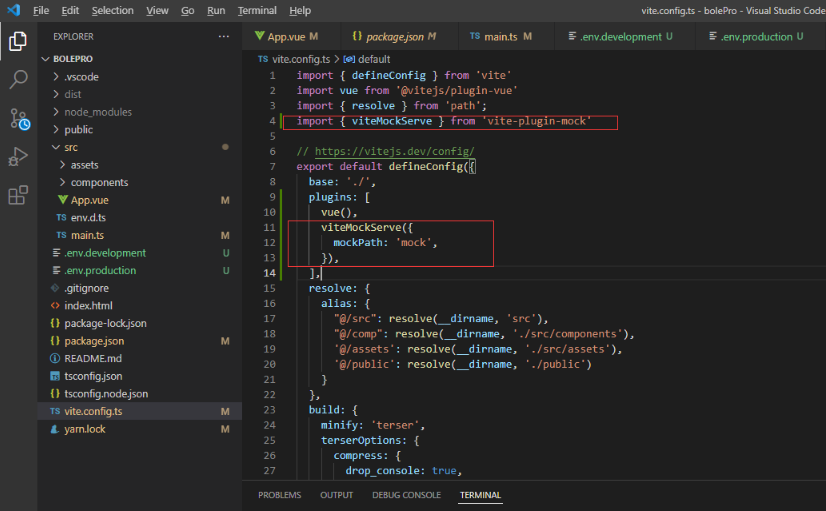 File Edit Selection View Go Run Terminal Help vite.config.ts - bolePro - Visual Studio Code
EXPLORER ...
BOLEPRO
.vscode
dist
node_modules
public
src
assets
components
App.vue M
TS env.d.ts
TS main.ts M
.env.development U
.env.production U
.gitignore
index.html
package-lock.json
package.json M
README.md
tsconfig.json
tsconfig.node.json
TS vite.config.ts M
yarn.lock M
App.vue M package.json M TS main.ts M .env.development U .env.production U
TS vite.config.ts > default
1 import { defineConfig } from 'vite'
2 import vue from '@vitejs/plugin-vue'
3 import { resolve } from 'path';
4 import { viteMockServe } from 'vite-plugin-mock'
5
6 // https://vitejs.dev/config/
7 export default defineConfig({
8 base: './',
9 plugins: [
10 vue(),
11 viteMockServe({
12 mockPath: 'mock',
13 }),
14 ],
15 resolve: {
16 alias: {
17 "@/src": resolve(__dirname, 'src'),
18 "@/comp": resolve(__dirname, './src/components'),
19 '@/assets': resolve(__dirname, './src/assets'),
20 '@/public': resolve(__dirname, './public')
21 }
22 },
23 build: {
24 minify: 'terser',
25 terserOptions: {
26 compress: {
27 drop_console: true,
PROBLEMS OUTPUT DEBUG CONSOLE TERMINAL